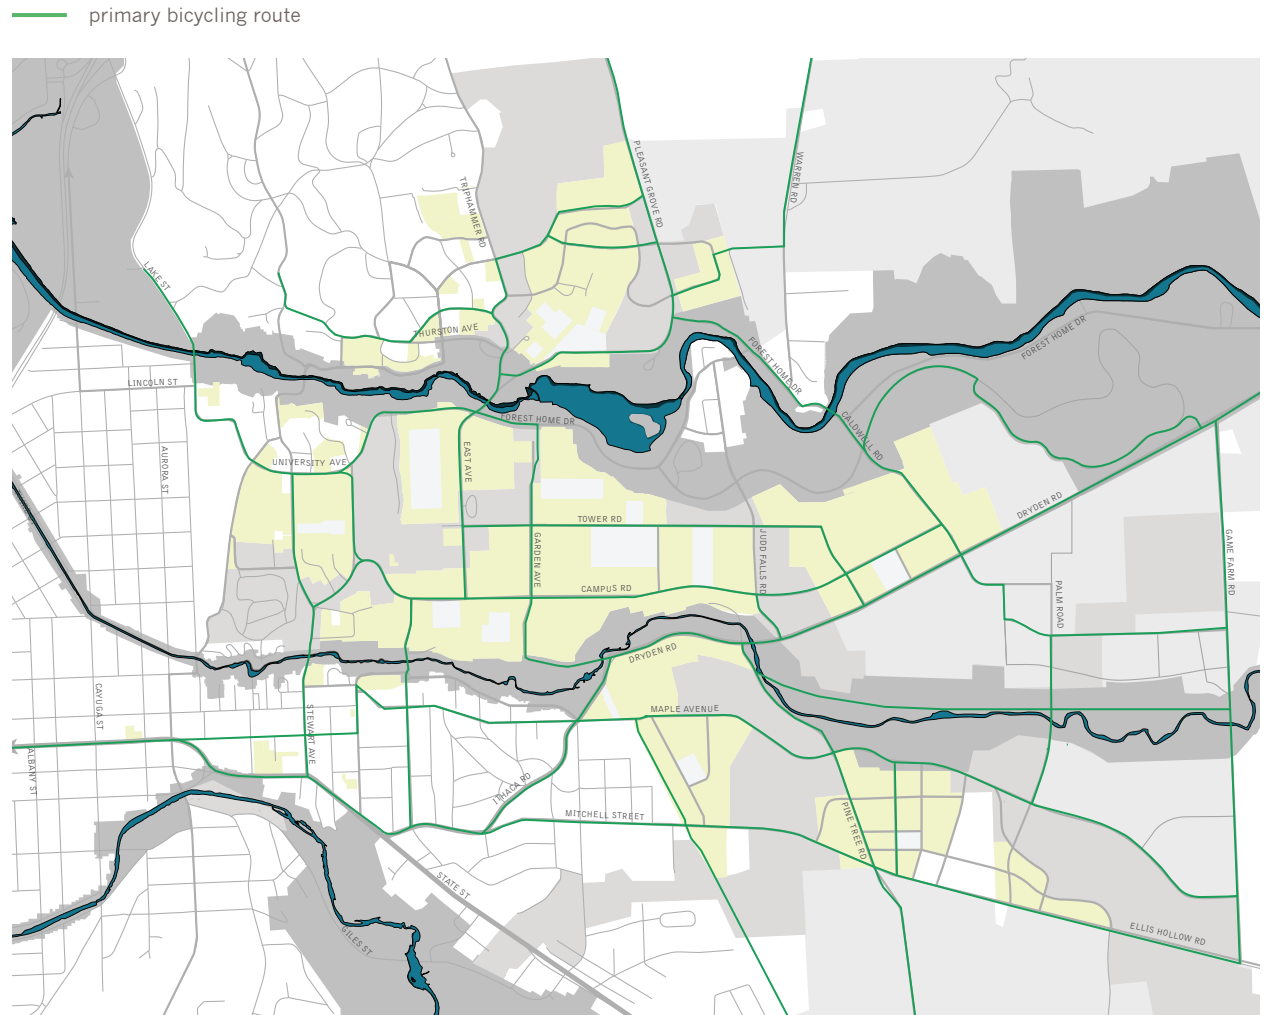 primary bicycling route
PLEASANT GROVE RD
WARREN RD
TRIPHAMMER RD
LAKE ST
THURSTON AVE
FOREST HOME DR
FOREST HOME DR
LINCOLN ST
FOREST HOME DR
CALDWELL RD
AURORA ST
UNIVERSITY AVE
EAST AVE
DRYDEN RD
TOWER RD
GARDEN AVE
JUDD FALLS RD
GAME FARM RD
CAMPUS RD
PALM ROAD
DRYDEN RD
CAYUGA ST
STEWART AVE
MAPLE AVENUE
ALBANY ST
ITHACA RD
MITCHELL STREET
PINE TREE RD
STATE ST
GILES ST
ELLIS HOLLOW RD